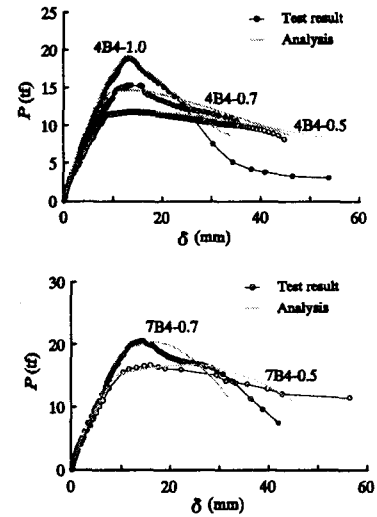 25
20
15
10
5
0
P (tf)
Test result
Analysis
4B4-1.0
4B4-0.7
4B4-0.5
0 20 40 60
δ (mm)
30
20
10
0
P (tf)
Test result
Analysis
7B4-0.7
7B4-0.5
0 20 40 60
δ (mm)